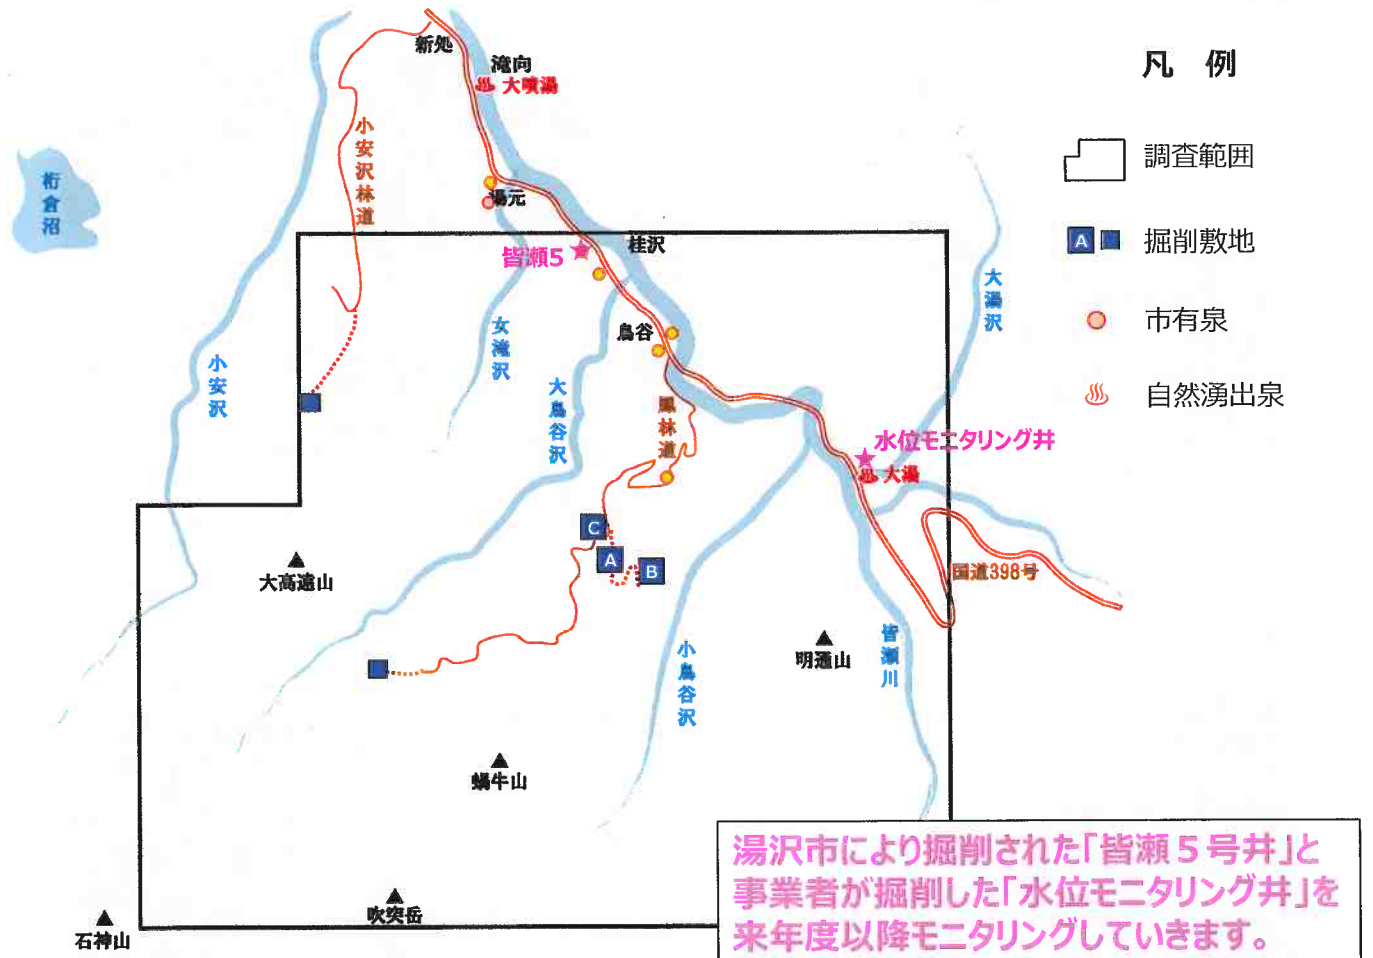 新処
滝向
大噴湯
凡 例
小安沢林道
調査範囲
桁倉沼
湯元
桂沢
皆瀬5
A
掘削敷地
大湯沢
市有泉
女滝沢
鳥谷
小安沢
大鳥谷沢
鳳林道
自然湧出泉
水位モニタリング井
大湯
C
A
B
大高遠山
国道398号
小鳥谷沢
明通山
皆瀬川
蝸牛山
吹突岳
石神山
湯沢市により掘削された「皆瀬5号井」と
事業者が掘削した「水位モニタリング井」を
来年度以降モニタリングしていきます。